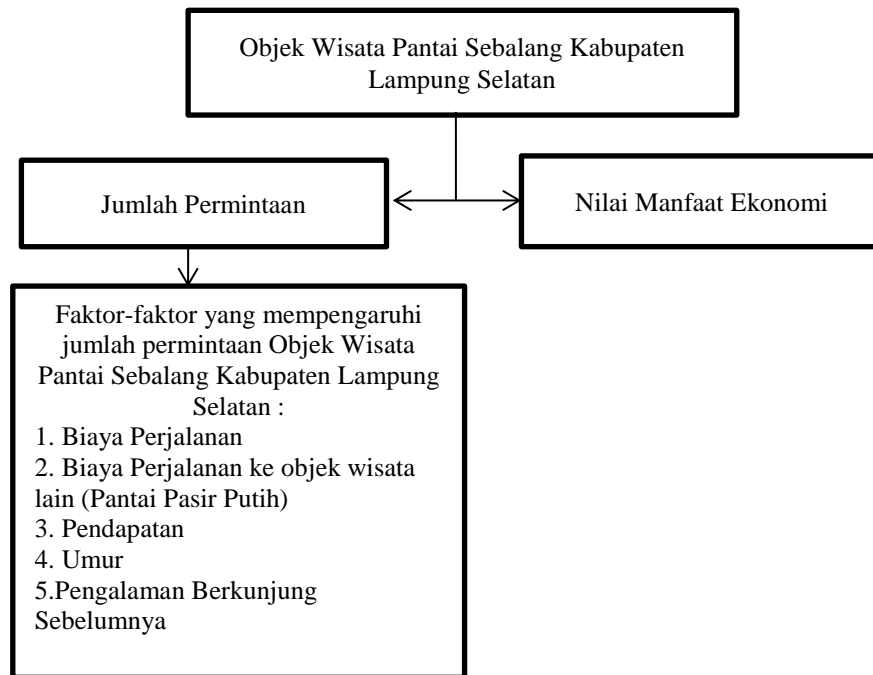 Objek Wisata Pantai Sebalang Kabupaten
Lampung Selatan
Jumlah Permintaan
Nilai Manfaat Ekonomi
Faktor-faktor yang mempengaruhi
jumlah permintaan Objek Wisata
Pantai Sebalang Kabupaten Lampung
Selatan :
1. Biaya Perjalanan
2. Biaya Perjalanan ke objek wisata
lain (Pantai Pasir Putih)
3. Pendapatan
4. Umur
5.Pengalaman Berkunjung
Sebelumnya